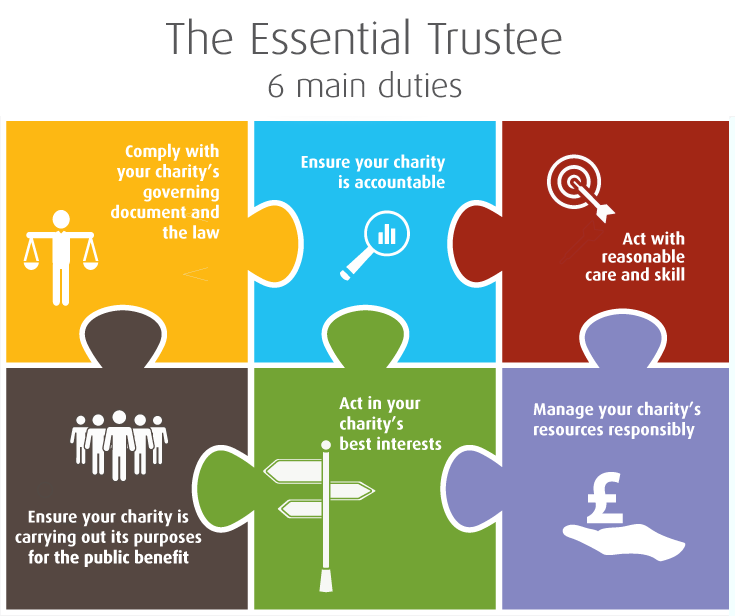 The Essential Trustee
6 main duties
Comply with
your charity's
governing
document and
the law
Ensure your charity
is accountable
Act with
reasonable
care and skill
Ensure your charity is
carrying out its purposes
for the public benefit
Act in your
charity's
best interests
Manage your charity's
resources responsibly
£